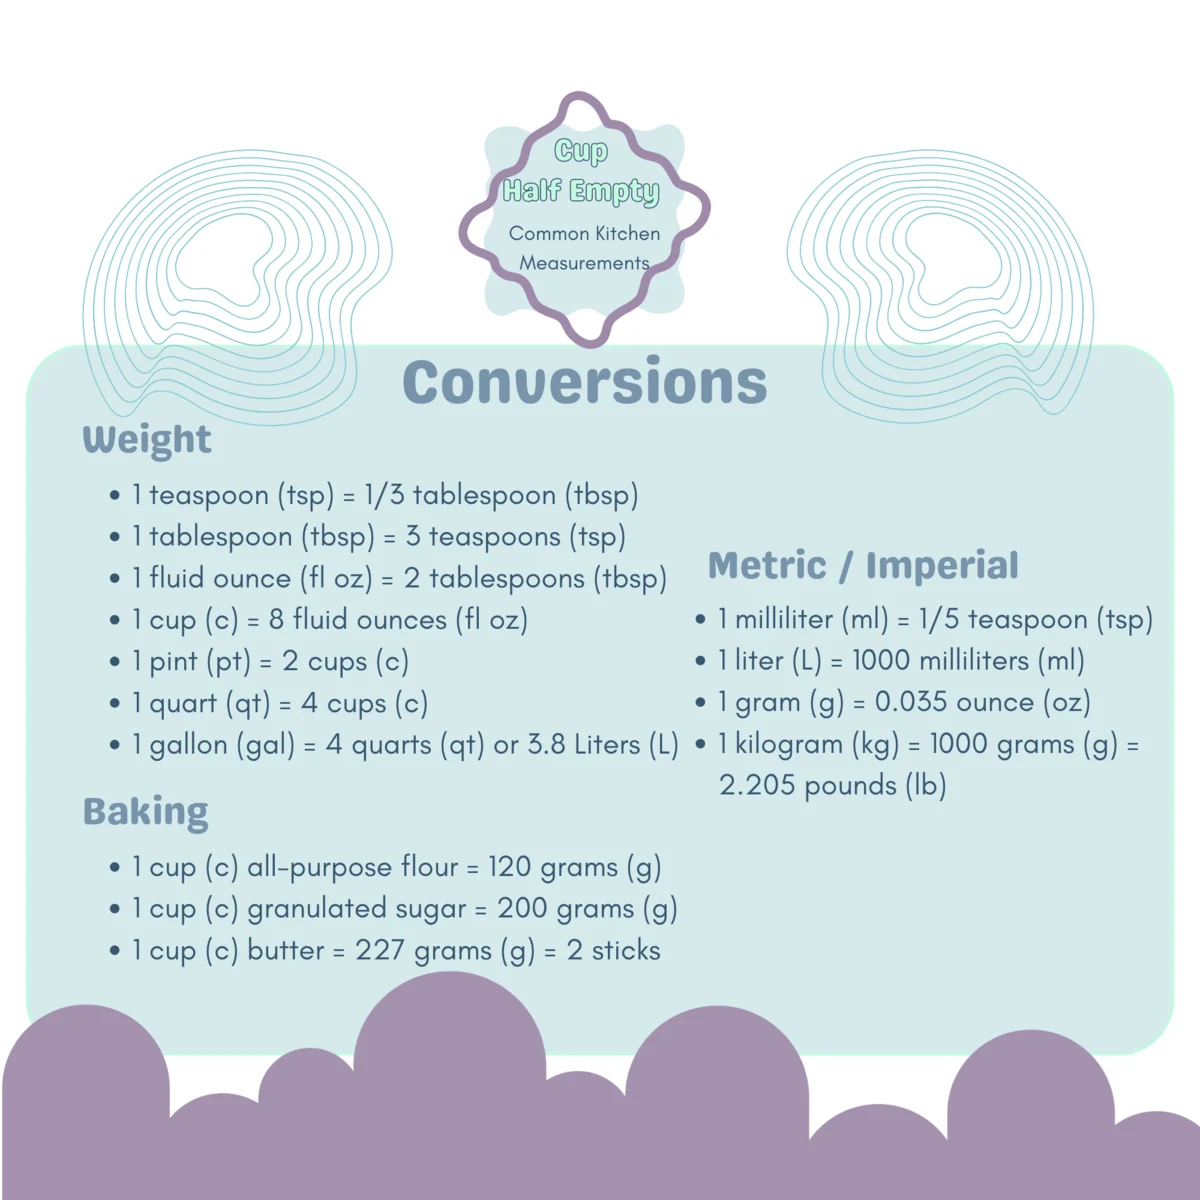 Cup
Half Empty
Common Kitchen
Measurements
Conversions
Weight
• 1 teaspoon (tsp) = 1/3 tablespoon (tbsp)
• 1 tablespoon (tbsp) = 3 teaspoons (tsp)
• 1 fluid ounce (fl oz) = 2 tablespoons (tbsp)
• 1 cup (c) = 8 fluid ounces (fl oz)
• 1 pint (pt) = 2 cups (c)
• 1 quart (qt) = 4 cups (c)
• 1 gallon (gal) = 4 quarts (qt) or 3.8 Liters (L)
Baking
• 1 cup (c) all-purpose flour = 120 grams (g)
• 1 cup (c) granulated sugar = 200 grams (g)
• 1 cup (c) butter = 227 grams (g) = 2 sticks
Metric / Imperial
• 1 milliliter (ml) = 1/5 teaspoon (tsp)
• 1 liter (L) = 1000 milliliters (ml)
• 1 gram (g) = 0.035 ounce (oz)
• 1 kilogram (kg) = 1000 grams (g) =
2.205 pounds (lb)